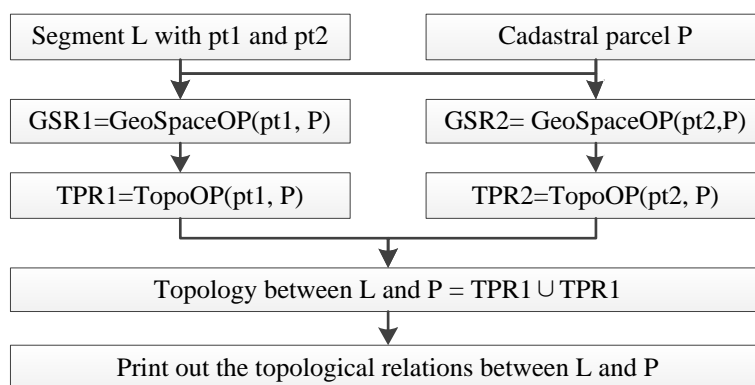 Segment L with pt1 and pt2
Cadastral parcel P
GSR1=GeoSpaceOP(pt1, P)
GSR2= GeoSpaceOP(pt2,P)
TPR1=TopoOP(pt1, P)
TPR2=TopoOP(pt2, P)
Topology between L and P = TPR1∪TPR1
Print out the topological relations between L and P